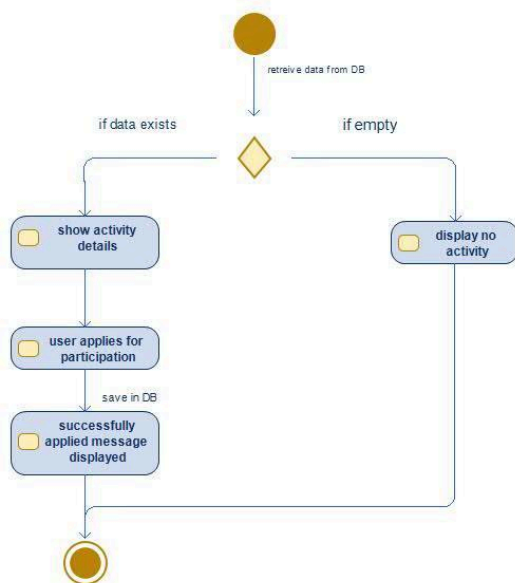 retreive data from DB
if data exists
if empty
show activity
details
display no
activity
user applies for
participation
save in DB
successfully
applied message
displayed